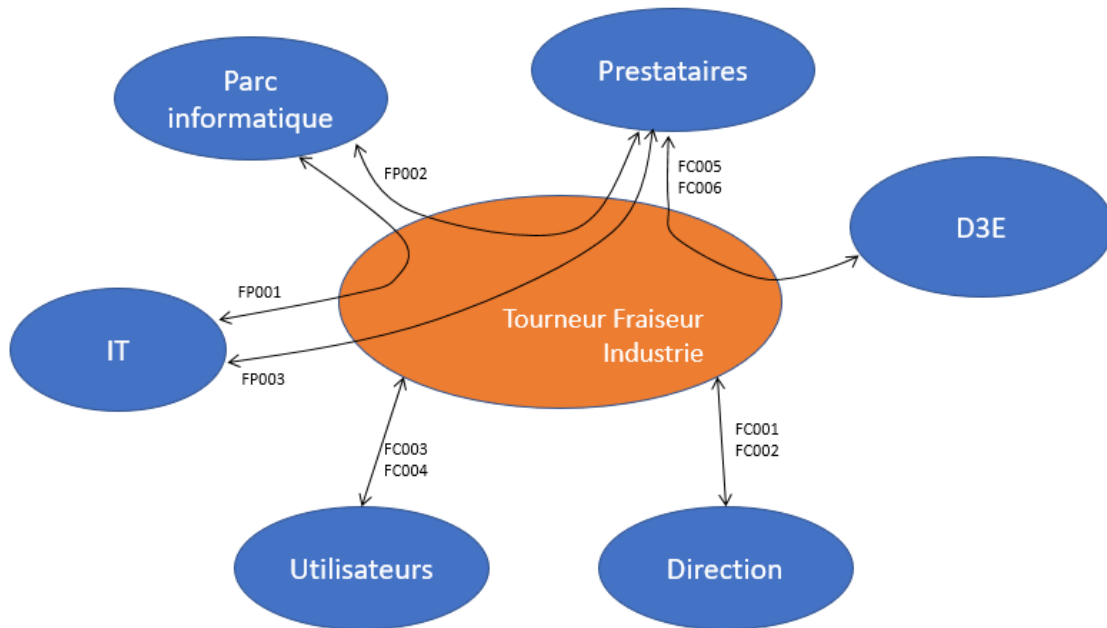 Parc
informatique
Prestataires
FP002
FC005
FC006
D3E
FP001
Tourneur Fraiseur
Industrie
IT
FP003
FC003
FC004
FC001
FC002
Utilisateurs
Direction